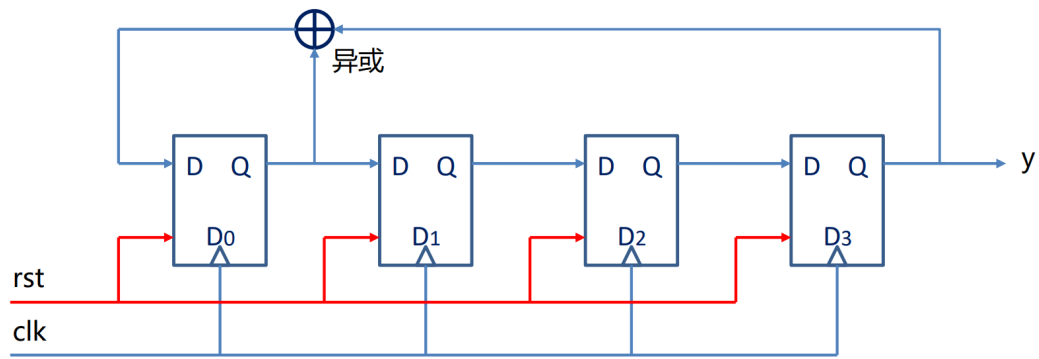 异或
D Q D Q D Q D Q y
D0 D1 D2 D3
rst
clk